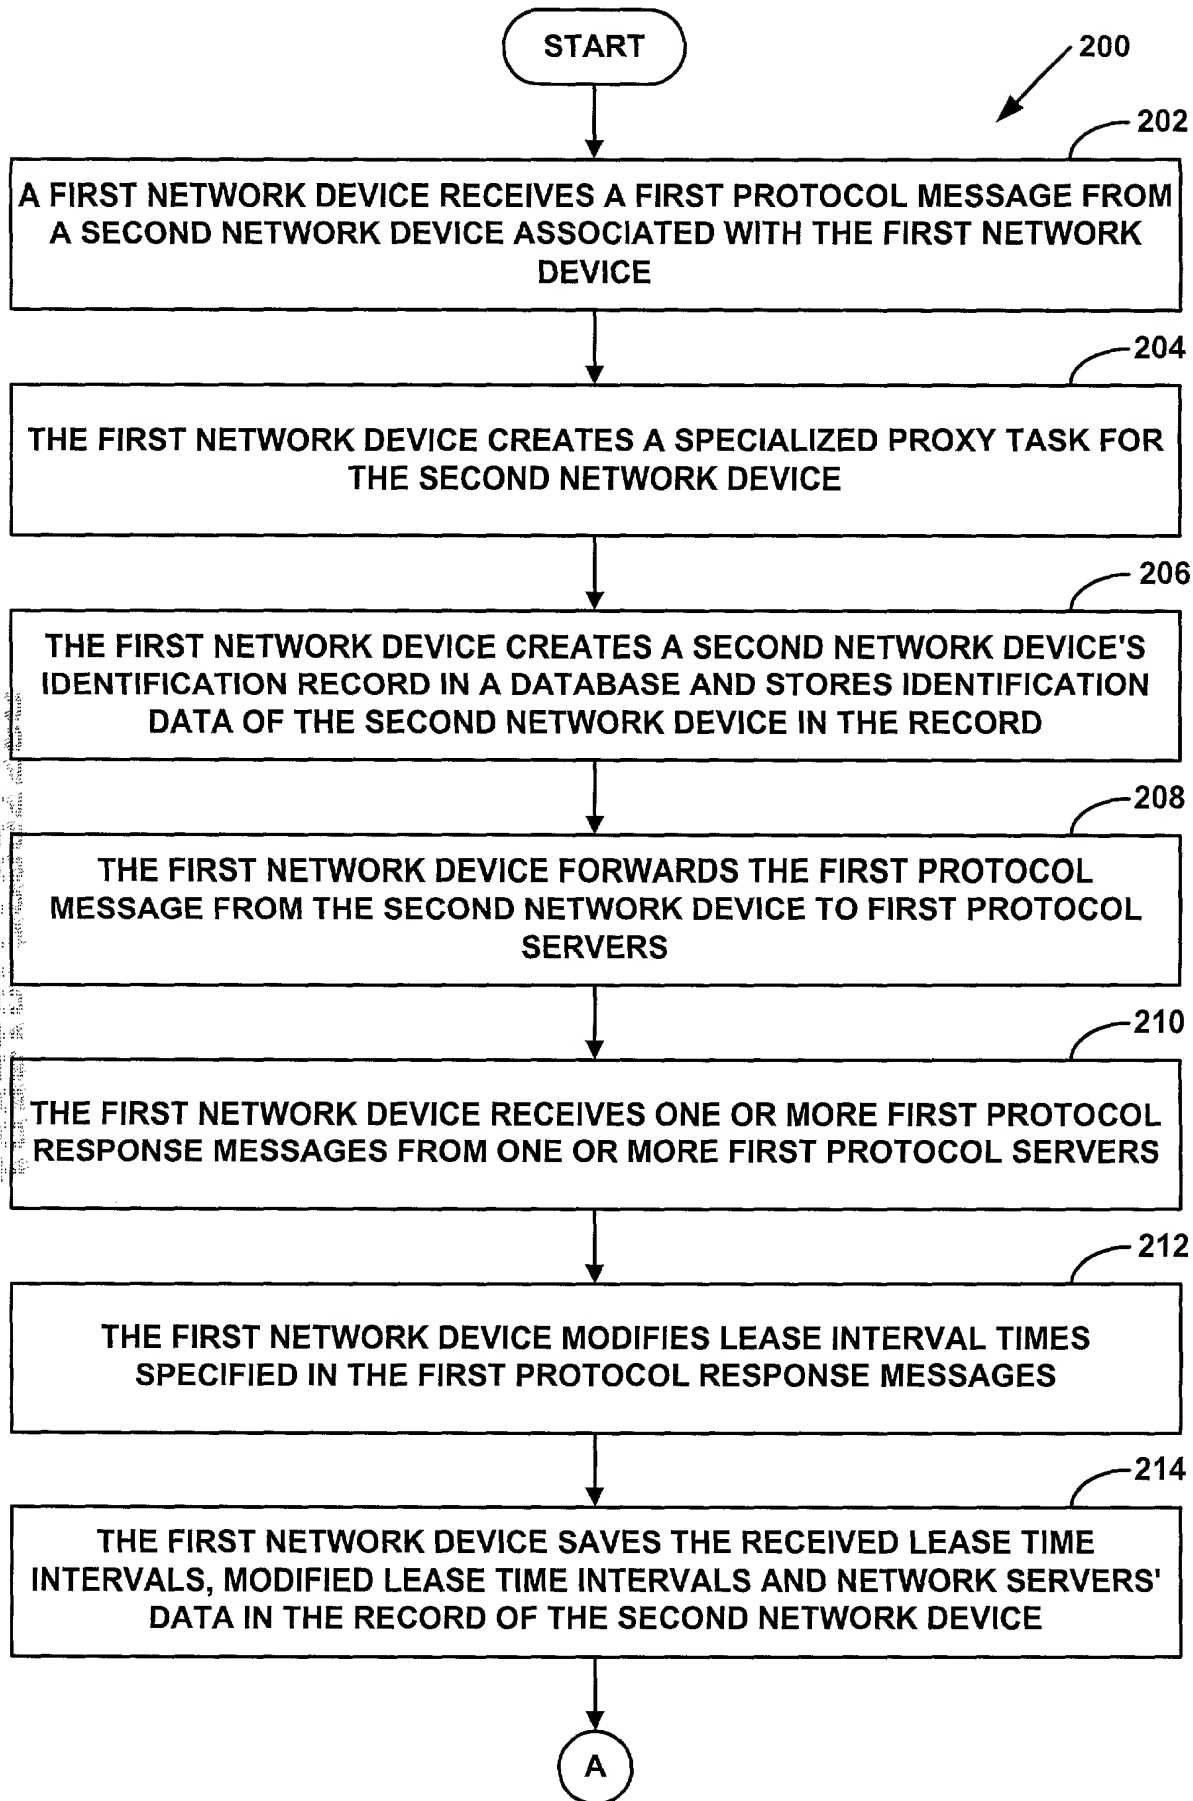 START
200
202
A FIRST NETWORK DEVICE RECEIVES A FIRST PROTOCOL MESSAGE FROM
A SECOND NETWORK DEVICE ASSOCIATED WITH THE FIRST NETWORK
DEVICE
204
THE FIRST NETWORK DEVICE CREATES A SPECIALIZED PROXY TASK FOR
THE SECOND NETWORK DEVICE
206
THE FIRST NETWORK DEVICE CREATES A SECOND NETWORK DEVICE'S
IDENTIFICATION RECORD IN A DATABASE AND STORES IDENTIFICATION
DATA OF THE SECOND NETWORK DEVICE IN THE RECORD
208
THE FIRST NETWORK DEVICE FORWARDS THE FIRST PROTOCOL
MESSAGE FROM THE SECOND NETWORK DEVICE TO FIRST PROTOCOL
SERVERS
210
THE FIRST NETWORK DEVICE RECEIVES ONE OR MORE FIRST PROTOCOL
RESPONSE MESSAGES FROM ONE OR MORE FIRST PROTOCOL SERVERS
212
THE FIRST NETWORK DEVICE MODIFIES LEASE INTERVAL TIMES
SPECIFIED IN THE FIRST PROTOCOL RESPONSE MESSAGES
214
THE FIRST NETWORK DEVICE SAVES THE RECEIVED LEASE TIME
INTERVALS, MODIFIED LEASE TIME INTERVALS AND NETWORK SERVERS'
DATA IN THE RECORD OF THE SECOND NETWORK DEVICE
A